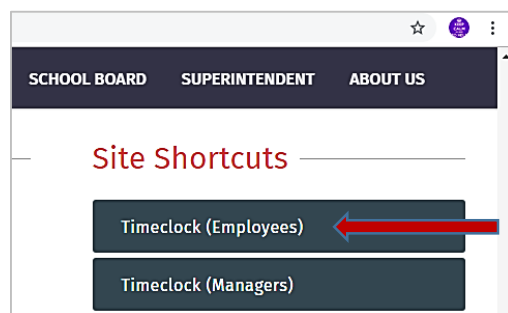 SCHOOL BOARD SUPERINTENDENT ABOUT US
Site Shortcuts
Timeclock (Employees)
Timeclock (Managers)